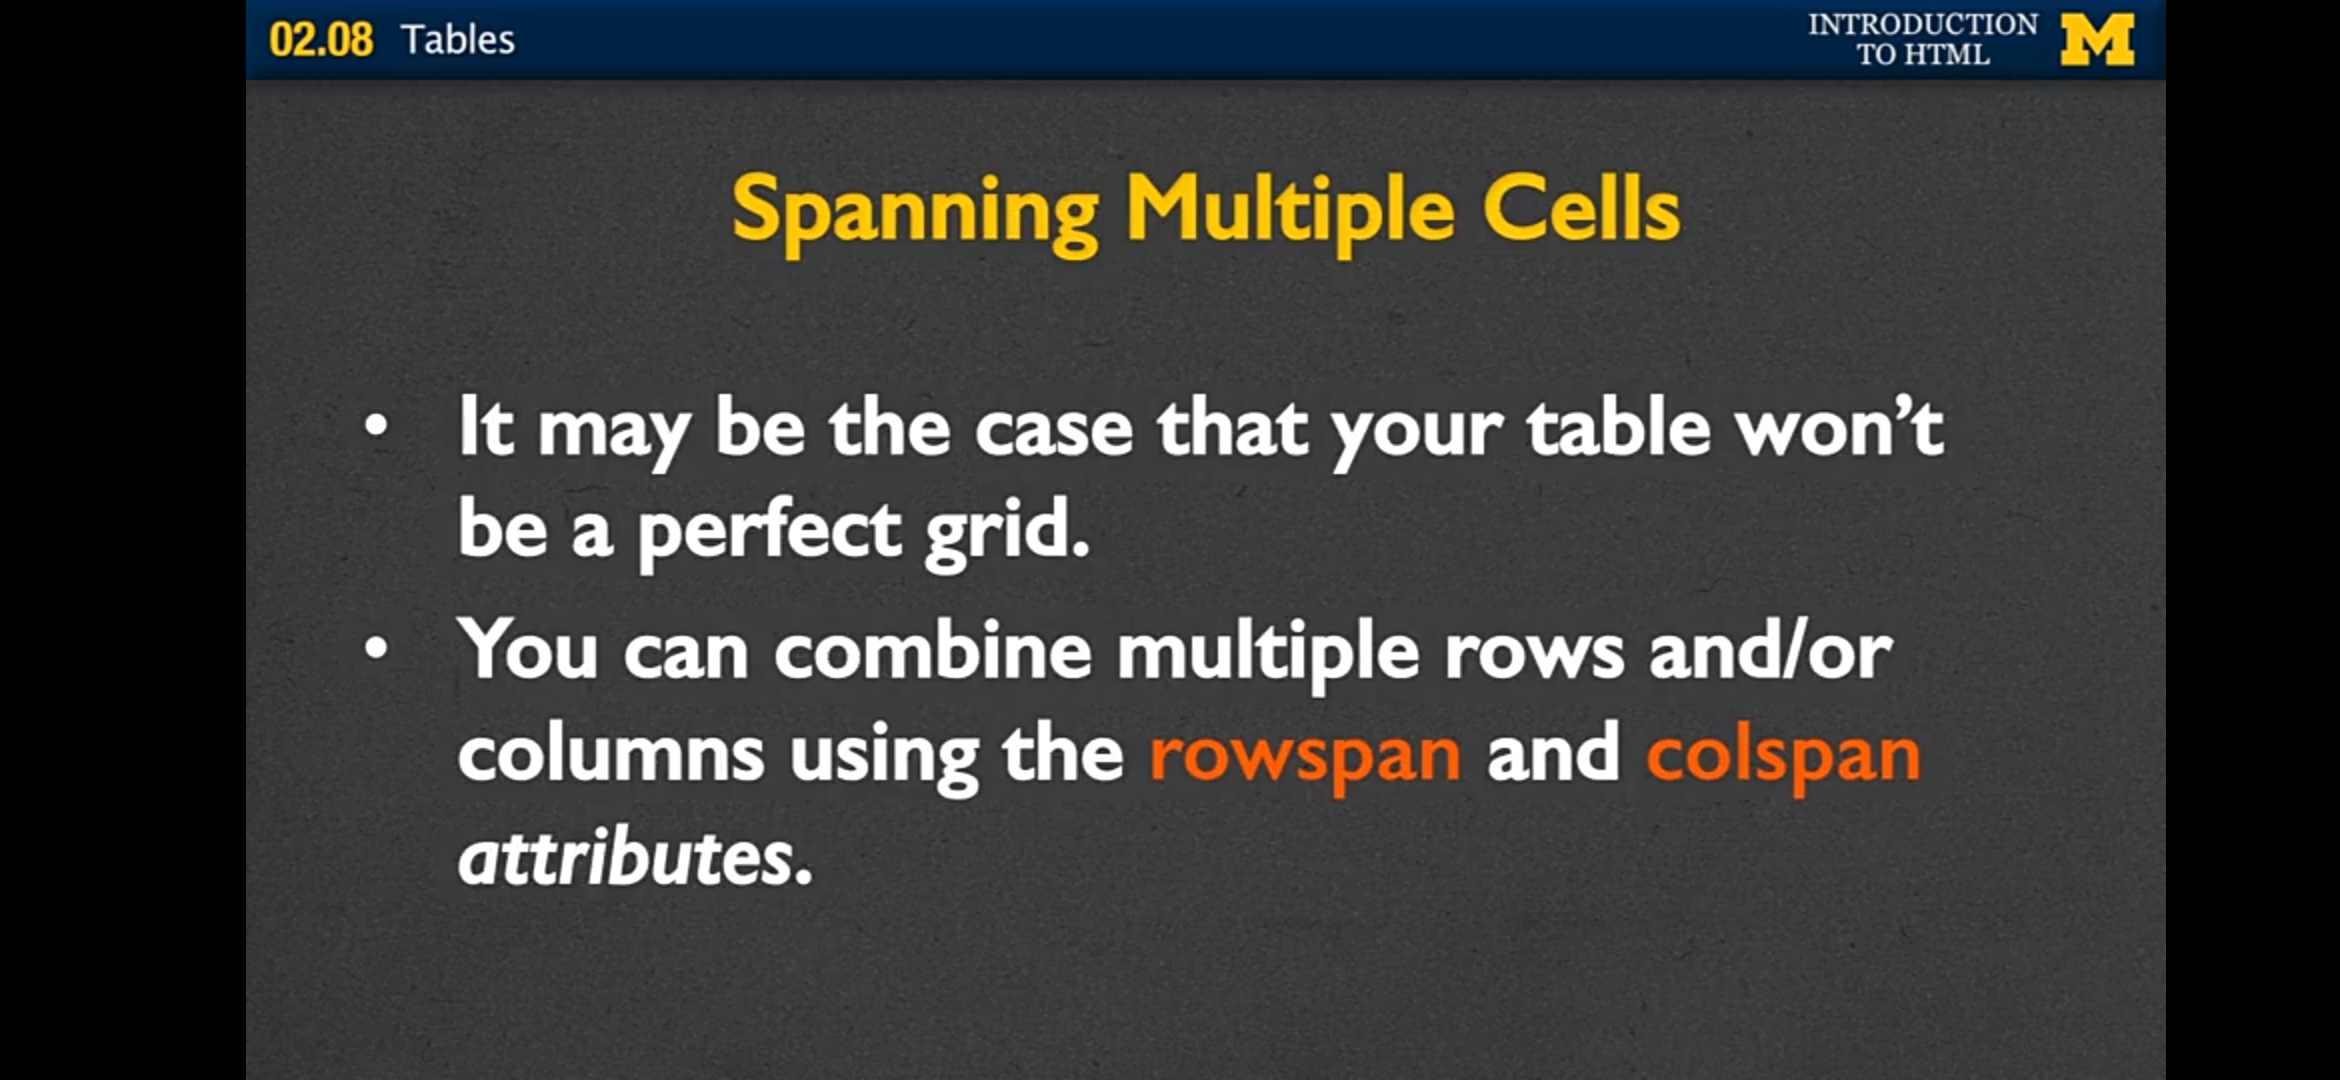 02.08 Tables
INTRODUCTION
TO HTML
M
Spanning Multiple Cells
• It may be the case that your table won’t
be a perfect grid.
• You can combine multiple rows and/or
columns using the rowspan and colspan
attributes.